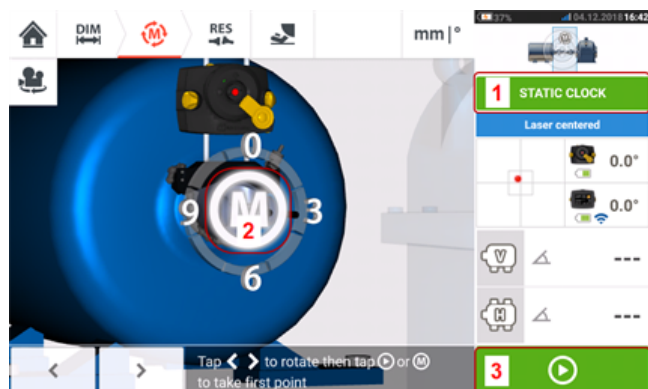 DIM
M
RES
mm|°
37%
04.12.2018 16:42
1 STATIC CLOCK
Laser centered
0.0°
0.0°
0
9 M 3
2
6
V ---
H ---
Tap < > to rotate then tap or M
to take first point
< >
3